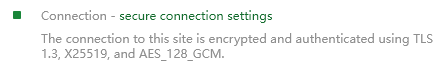 Connection - secure connection settings
The connection to this site is encrypted and authenticated using TLS
1.3, X25519, and AES_128_GCM.